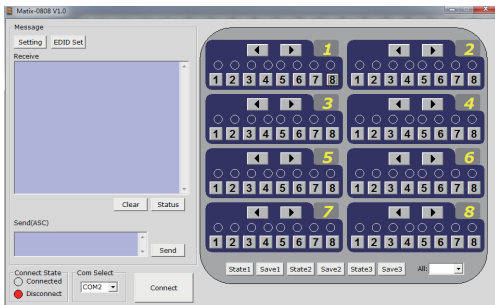 Matix-0808 V1.0
Message
Setting EDID Set
Receive
Clear Status
Send(ASC)
Send
Connect State
Connected
Disconnect
Com Select
COM2
Connect
1
1 2 3 4 5 6 7 8
2
1 2 3 4 5 6 7 8
3
1 2 3 4 5 6 7 8
4
1 2 3 4 5 6 7 8
5
1 2 3 4 5 6 7 8
6
1 2 3 4 5 6 7 8
7
1 2 3 4 5 6 7 8
8
1 2 3 4 5 6 7 8
State1 Save1 State2 Save2 State3 Save3 All: